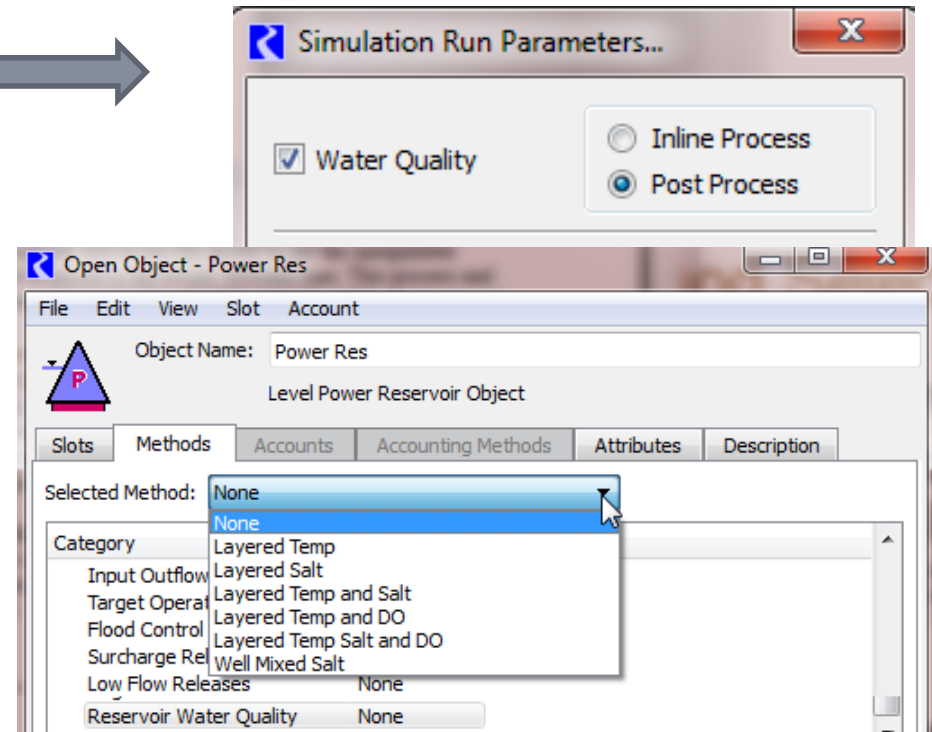 Simulation Run Parameters...
Water Quality
Inline Process
Post Process
Open Object - Power Res
File Edit View Slot Account
Object Name: Power Res
P
Level Power Reservoir Object
Slots Methods Accounts Accounting Methods Attributes Description
Selected Method: None
None
Category
Layered Temp
Input Outflow
Layered Salt
Target Operat
Layered Temp and Salt
Flood Control
Layered Temp and DO
Surcharge Rel
Layered Temp Salt and DO
Well Mixed Salt
Low Flow Releases None
Reservoir Water Quality None